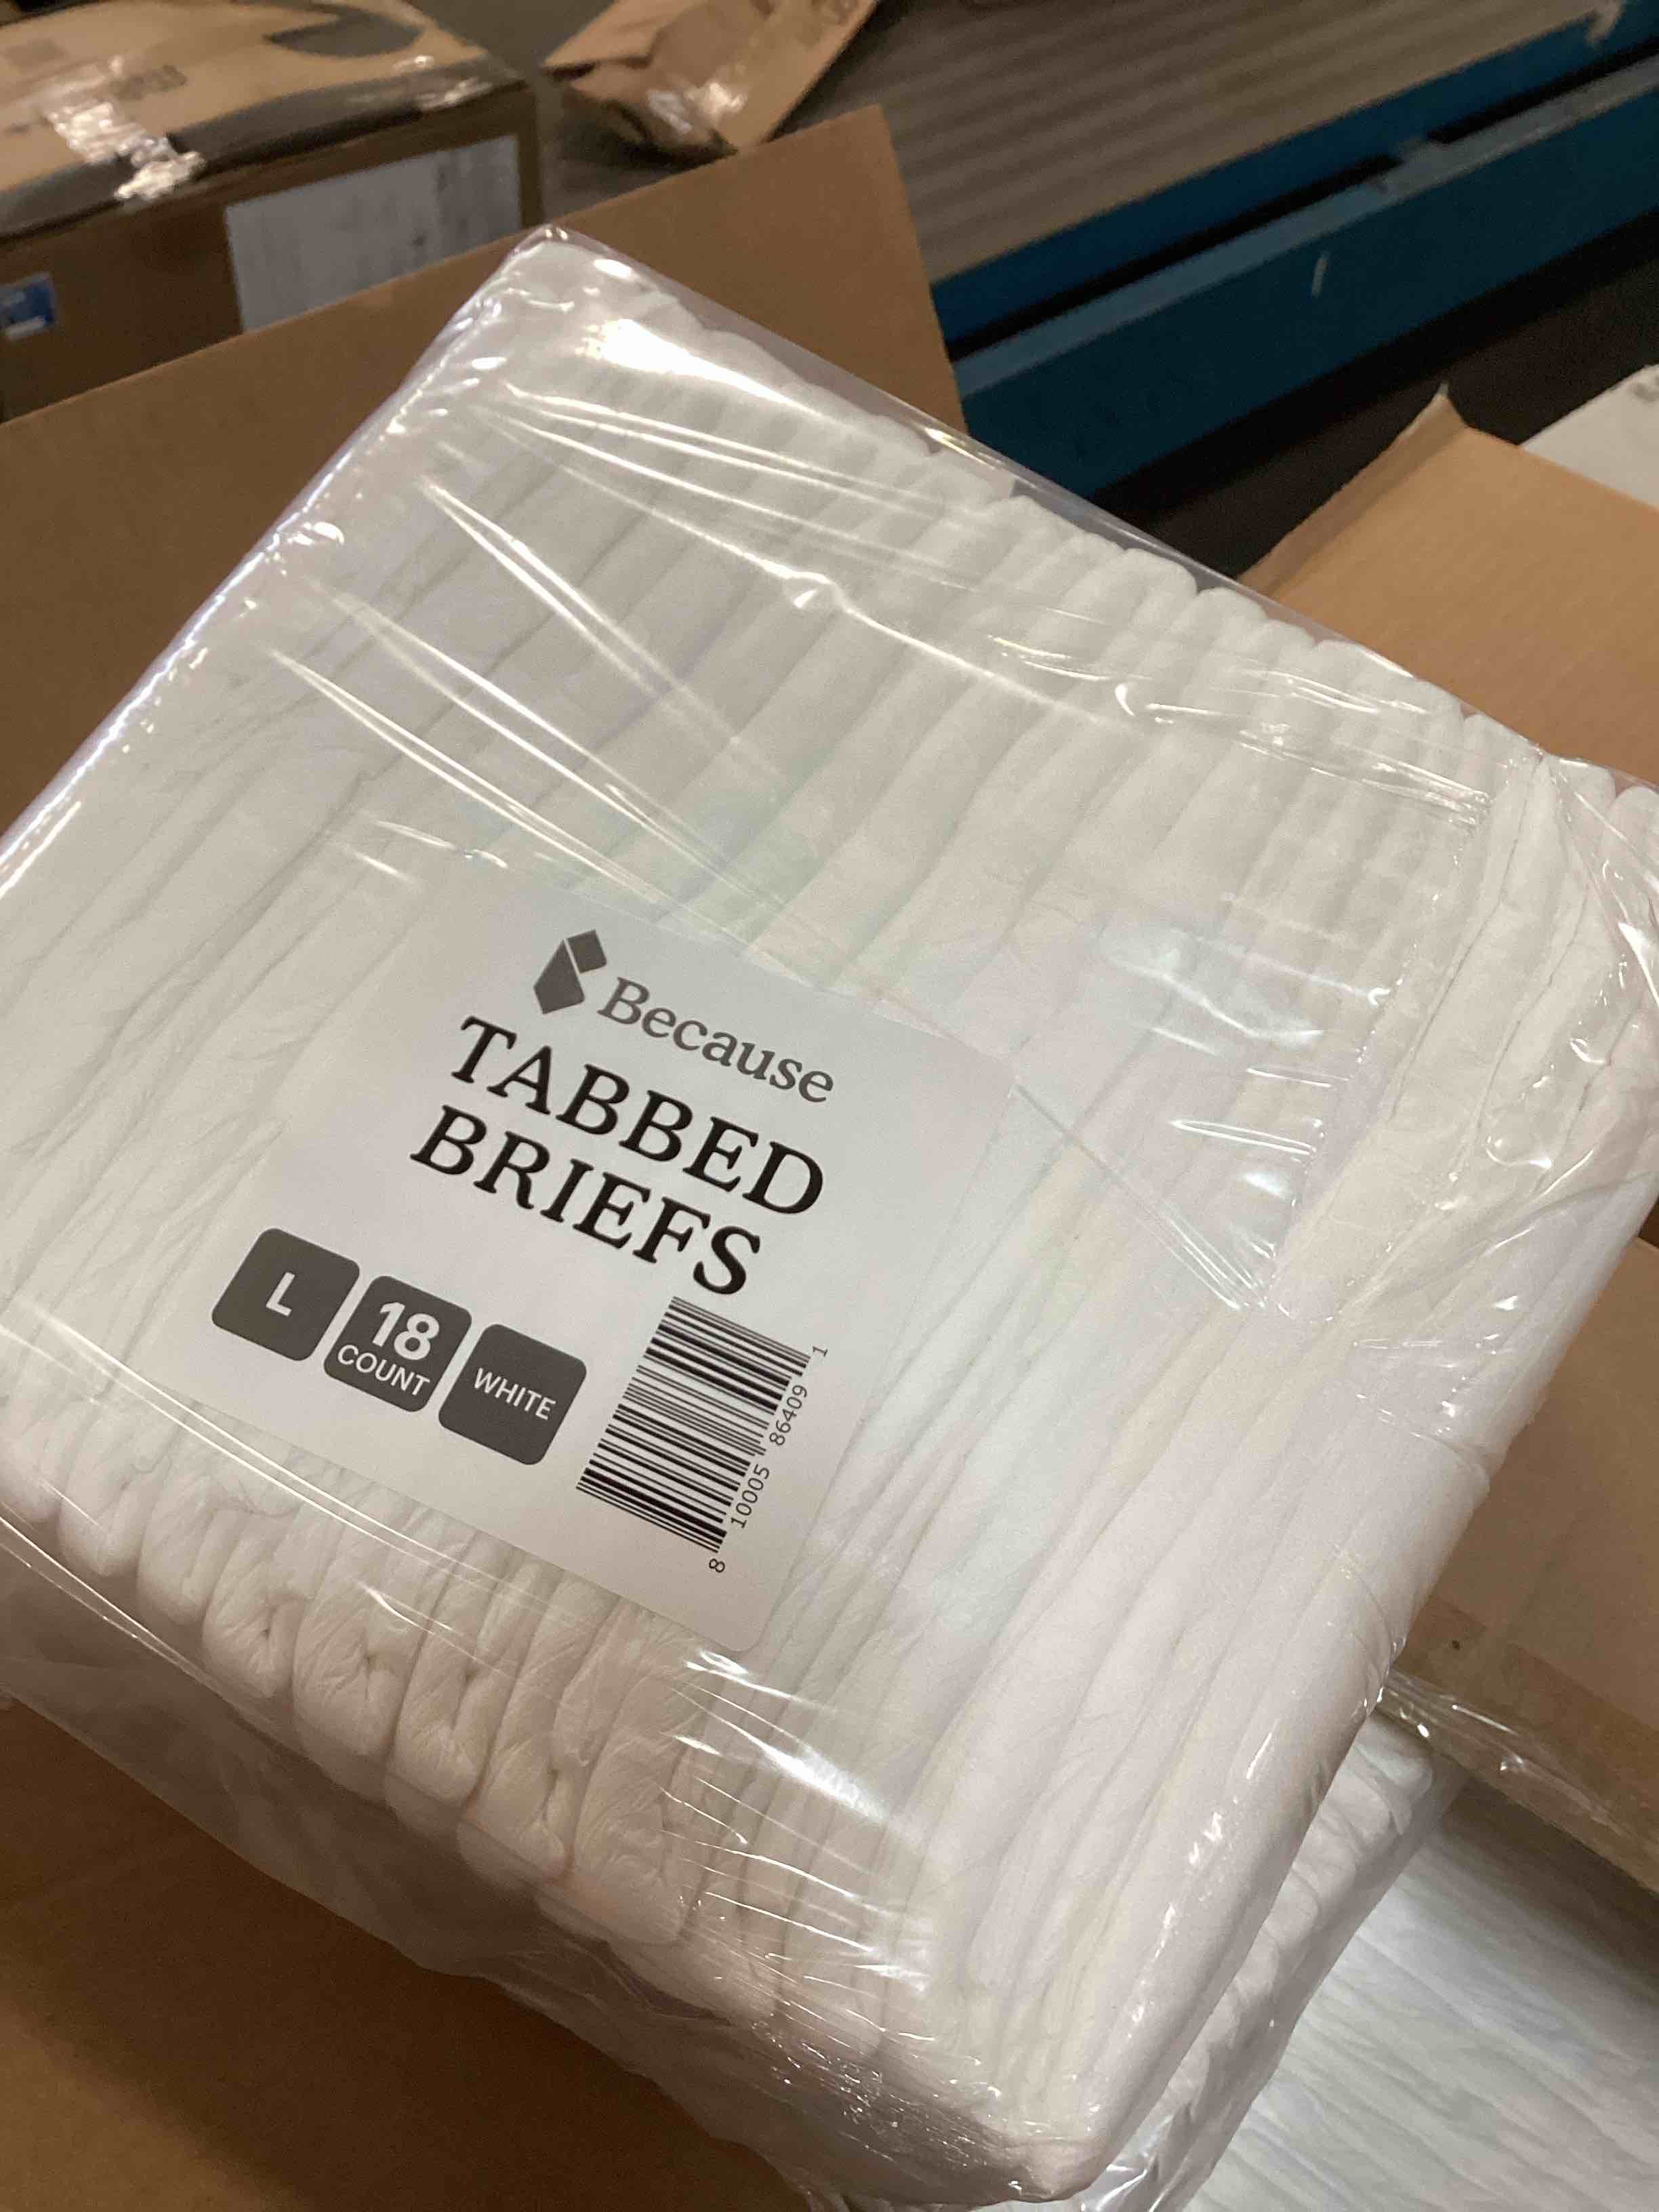 Because
TABBED
BRIEFS
L
18
COUNT
WHITE
8 10005 86409 1